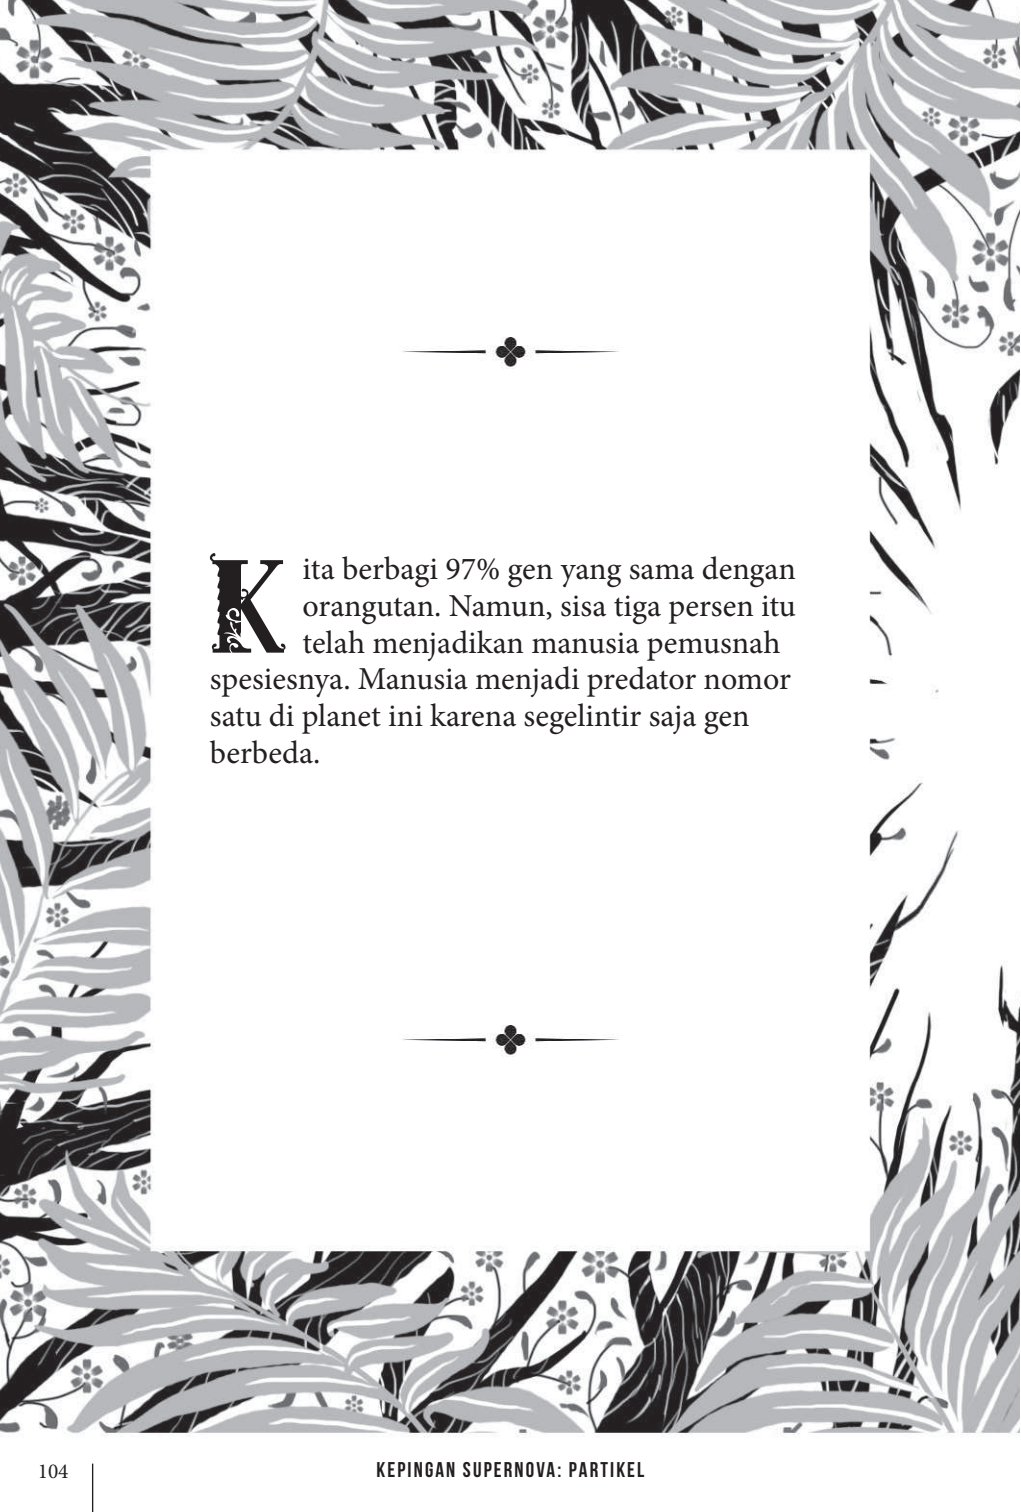 Kita berbagi 97% gen yang sama dengan
orangutan. Namun, sisa tiga persen itu
telah menjadikan manusia pemusnah
spesiesnya. Manusia menjadi predator nomor
satu di planet ini karena segelintir saja gen
berbeda.
104
KEPINGAN SUPERNOVA: PARTIKEL